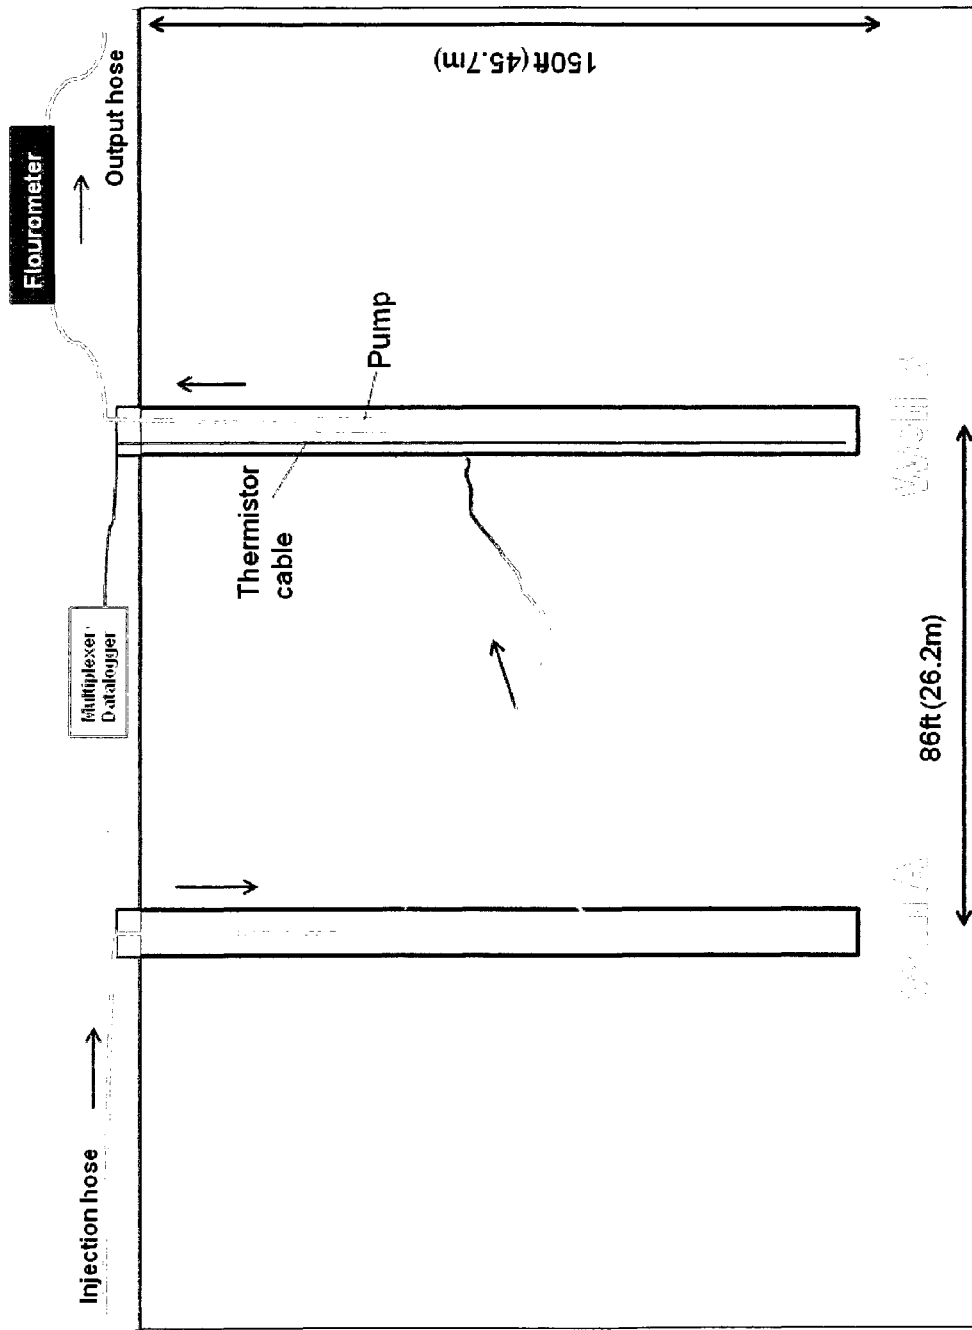 Flourometer
Output hose
Injection hose
Multiplexer
Datalogger
Thermistor
cable
Pump
150ft(45.7m)
86ft(26.2m)